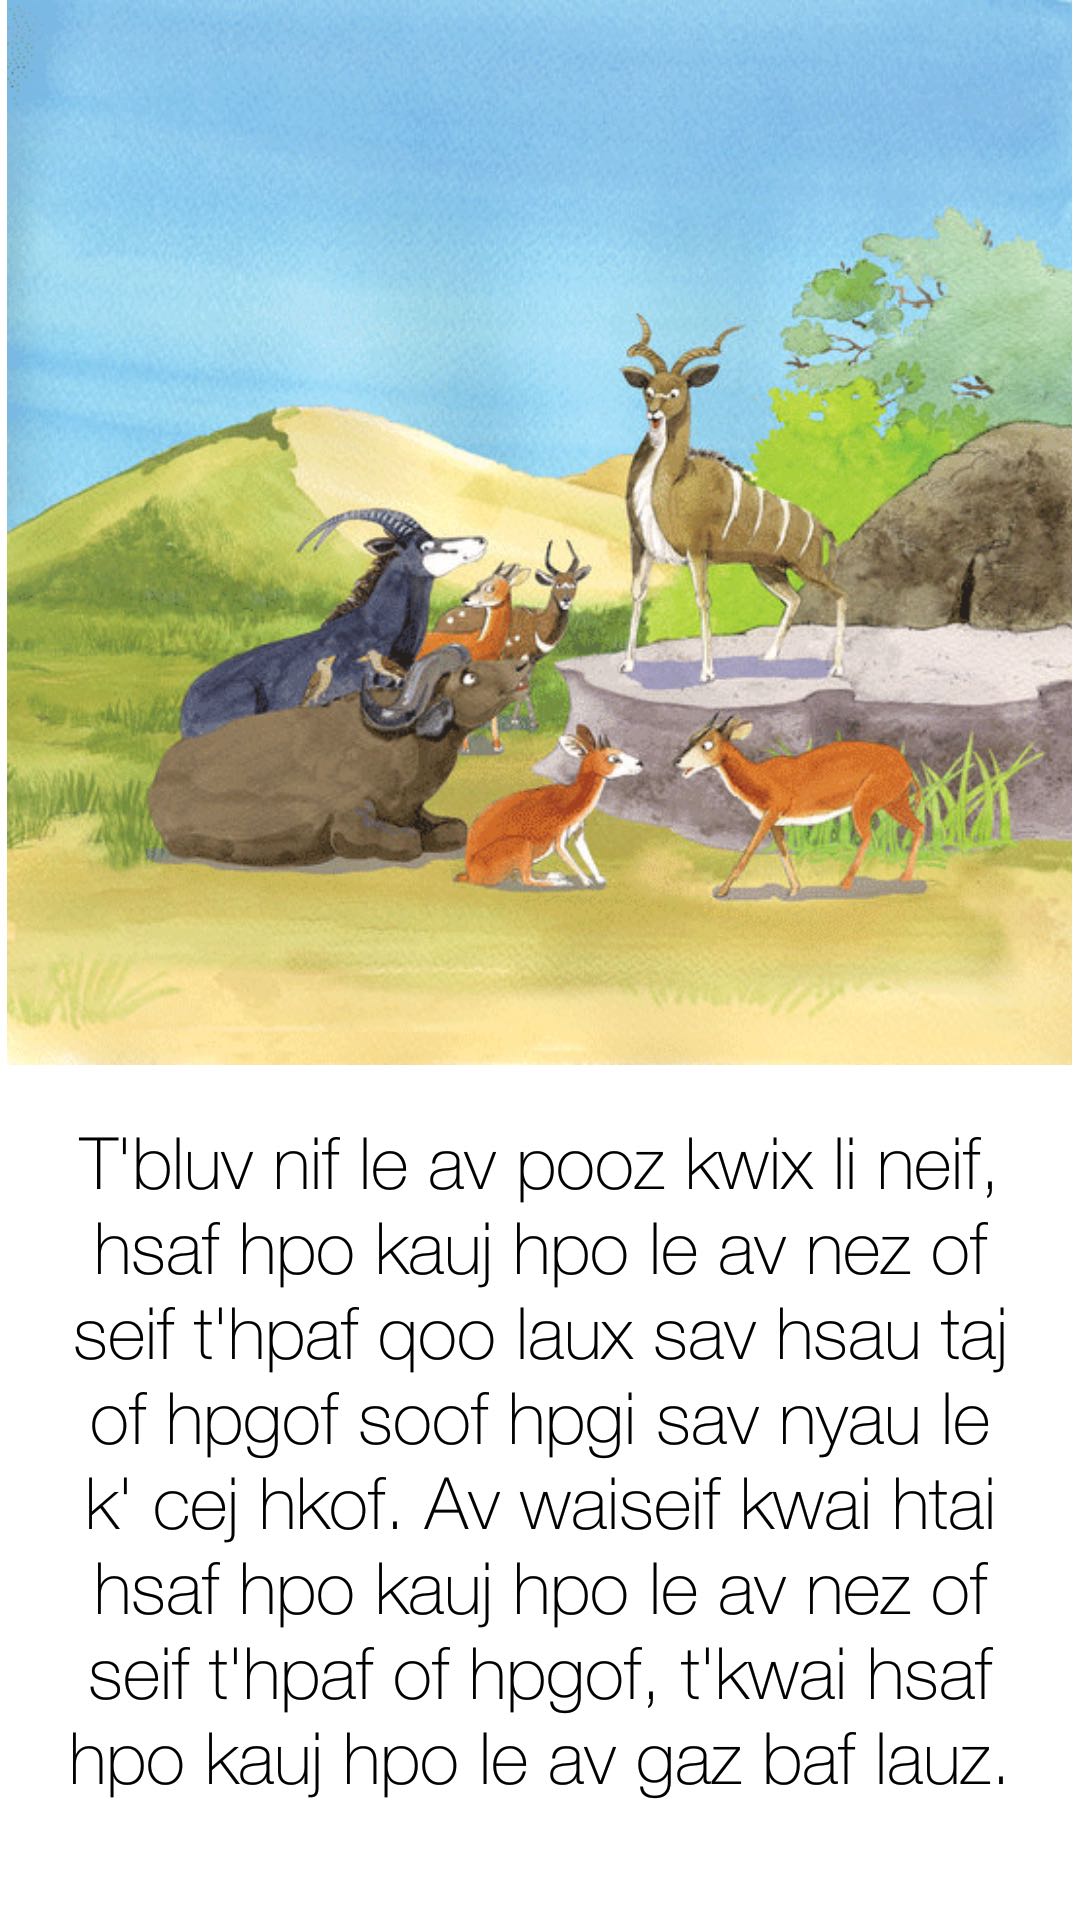 T'bluv nif le av pooz kwix li neif,
hsaf hpo kauj hpo le av nez of
seif t'hpaf qoo laux sav hsau taj
of hpgof soof hpgi sav nyau le
k' cej hkof. Av waiseif kwai htai
hsaf hpo kauj hpo le av nez of
seif t'hpaf of hpgof, t'kwai hsaf
hpo kauj hpo le av gaz baf lauz.